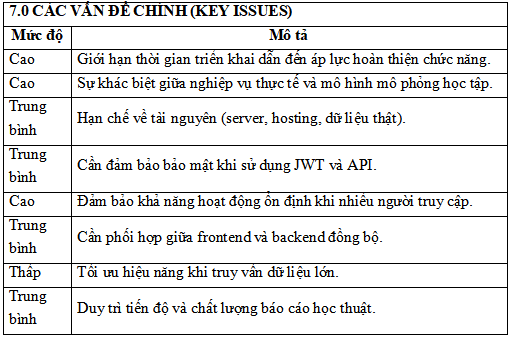 7.0 CÁC VẤN ĐỀ CHÍNH (KEY ISSUES)
Mức độ Mô tả
Cao Giới hạn thời gian triển khai dẫn đến áp lực hoàn thiện chức năng.
Cao Sự khác biệt giữa nghiệp vụ thực tế và mô hình mô phỏng học tập.
Trung
bình
Hạn chế về tài nguyên (server, hosting, dữ liệu thật).
Trung
bình
Cần đảm bảo bảo mật khi sử dụng JWT và API.
Cao Đảm bảo khả năng hoạt động ổn định khi nhiều người truy cập.
Trung
bình
Cần phối hợp giữa frontend và backend đồng bộ.
Thấp Tối ưu hiệu năng khi truy vấn dữ liệu lớn.
Trung
bình
Duy trì tiến độ và chất lượng báo cáo học thuật.